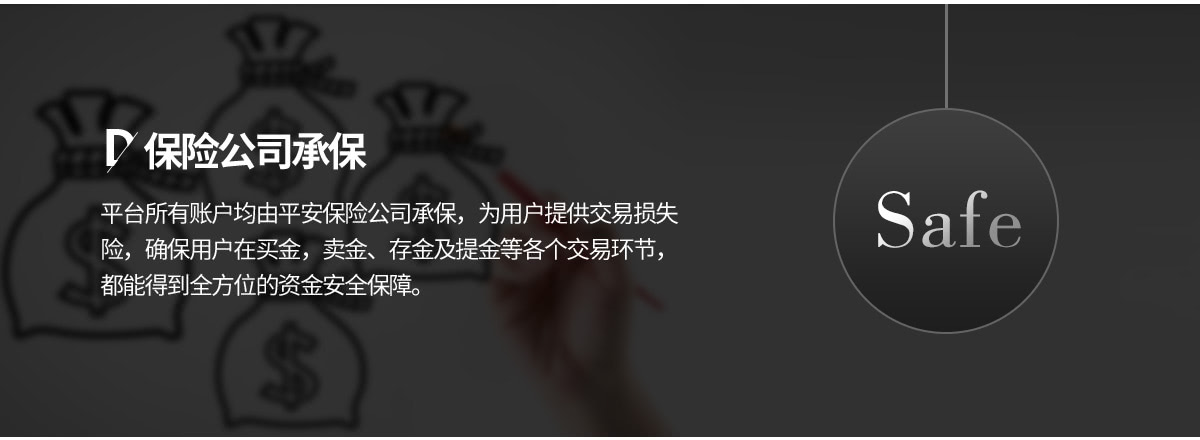 保险公司承保
平台所有账户均由平安保险公司承保，为用户提供交易损失
险，确保用户在买金，卖金、存金及提金等各个交易环节，
都能得到全方位的资金安全保障。
Safe